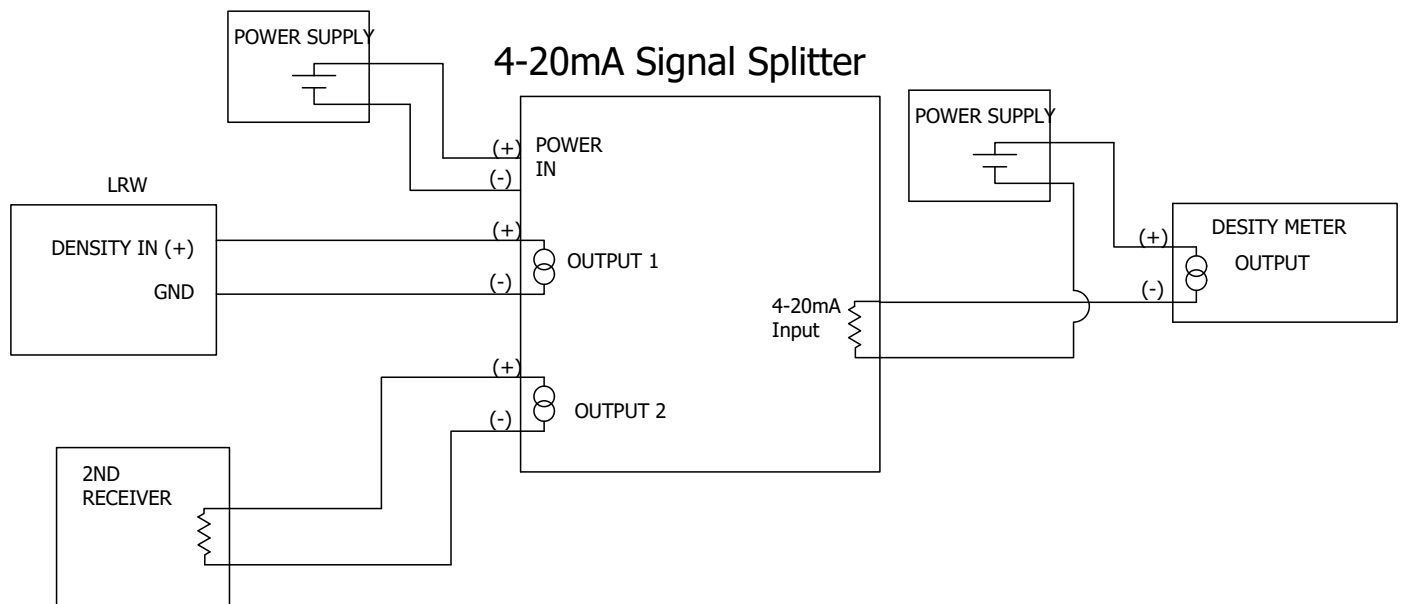 POWER SUPPLY
4-20mA Signal Splitter
POWER SUPPLY
(+)
POWER
IN
(-)
LRW
DENSITY IN (+)
GND
(+)
OUTPUT 1
(-)
DESITY METER
(+)
OUTPUT
(-)
4-20mA
Input
(+)
OUTPUT 2
(-)
2ND
RECEIVER